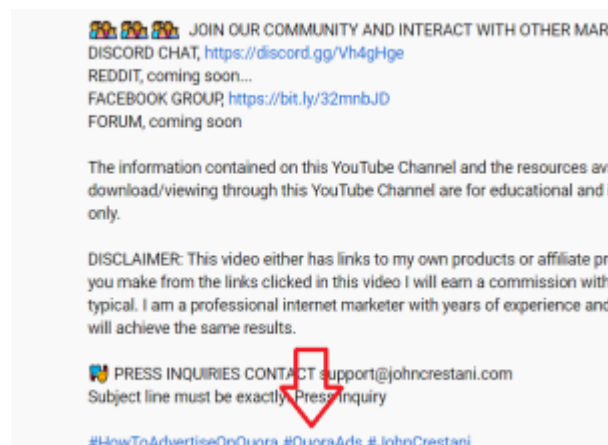 JOIN OUR COMMUNITY AND INTERACT WITH OTHER MAR
DISCORD CHAT, https://discord.gg/Vh4gHge
REDDIT, coming soon...
FACEBOOK GROUP, https://bit.ly/32mnbJD
FORUM, coming soon
The information contained on this YouTube Channel and the resources av
download/viewing through this YouTube Channel are for educational and i
only.
DISCLAIMER: This video either has links to my own products or affiliate pr
you make from the links clicked in this video I will earn a commission with
typical. I am a professional internet marketer with years of experience and
will achieve the same results.
PRESS INQUIRIES CONTACT support@johncrestani.com
Subject line must be exactly: Press Inquiry
#HowToAdvertiseOnQuora #QuoraAds #JohnCrestani